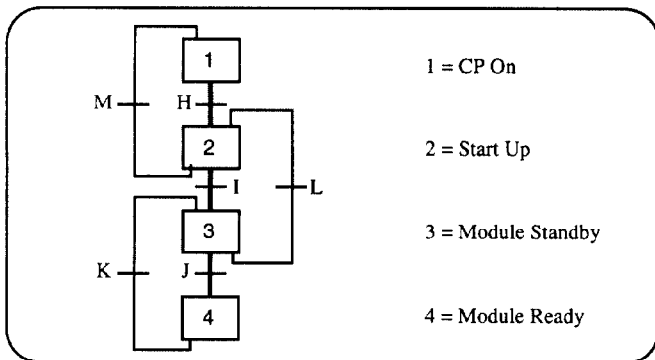 1
1 = CP On
M
H
2
2 = Start Up
I
L
3
3 = Module Standby
K
J
4
4 = Module Ready